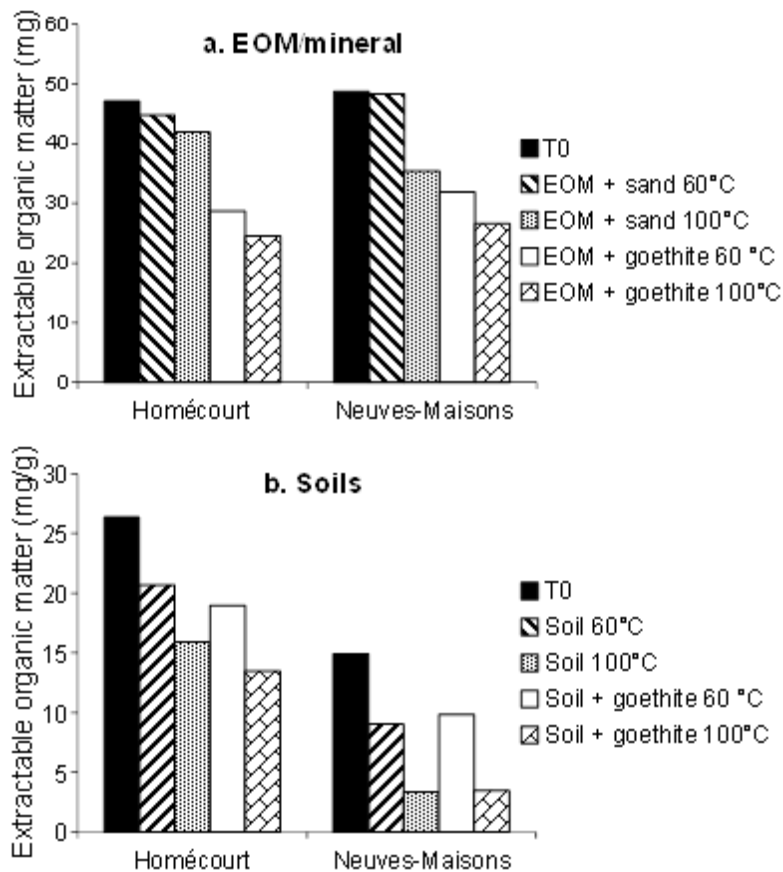 a. EOM/mineral
Extractable organic matter (mg)
60
50
40
30
20
10
0
Homécourt
Neuves-Maisons
T0
EOM + sand 60°C
EOM + sand 100°C
EOM + goethite 60 °C
EOM + goethite 100°C
b. Soils
Extractable organic matter (mg/g)
30
25
20
15
10
5
0
Homécourt
Neuves-Maisons
T0
Soil 60°C
Soil 100°C
Soil + goethite 60 °C
Soil + goethite 100°C